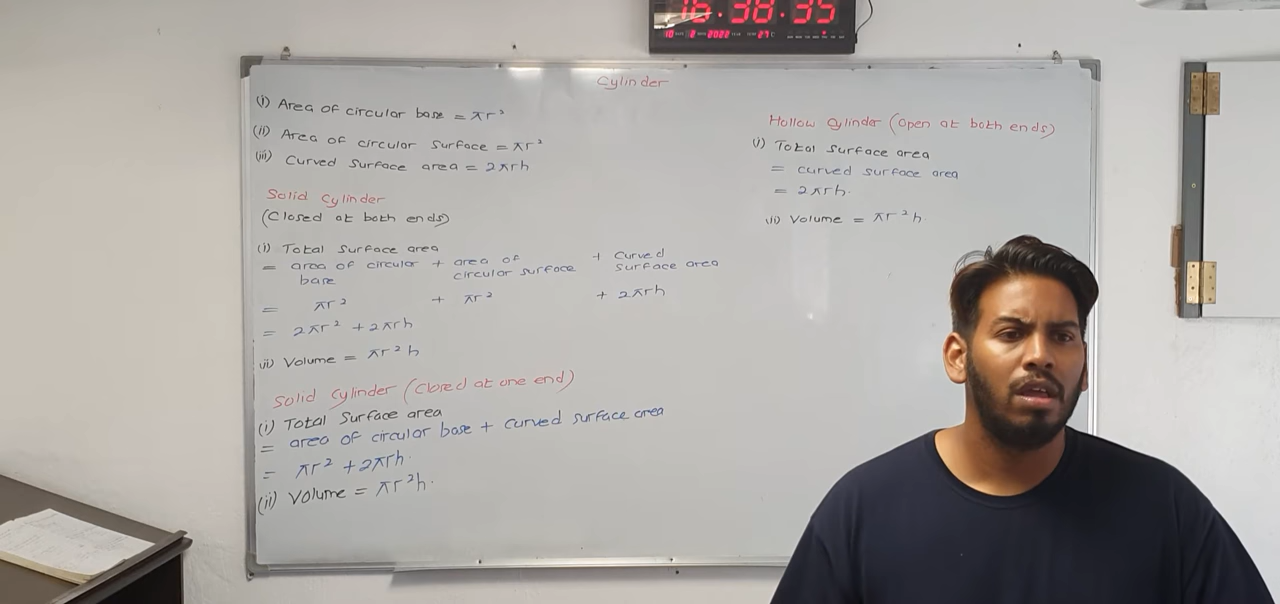 16:38:35
10 2 2022 27 °C
Cylinder
(i) Area of circular base = πr²
(ii) Area of circular surface = πr²
(iii) Curved surface area = 2πrh
Solid cylinder
(Closed at both ends)
(i) Total surface area
= area of circular base + area of circular surface + curved surface area
= πr² + πr² + 2πrh
= 2πr² + 2πrh
(ii) Volume = πr²h
Solid cylinder (closed at one end)
(i) Total surface area
= area of circular base + curved surface area
= πr² + 2πrh.
(ii) Volume = πr²h.
Hollow cylinder (open at both ends)
(i) Total surface area
= curved surface area
= 2πrh.
(ii) Volume = πr²h.